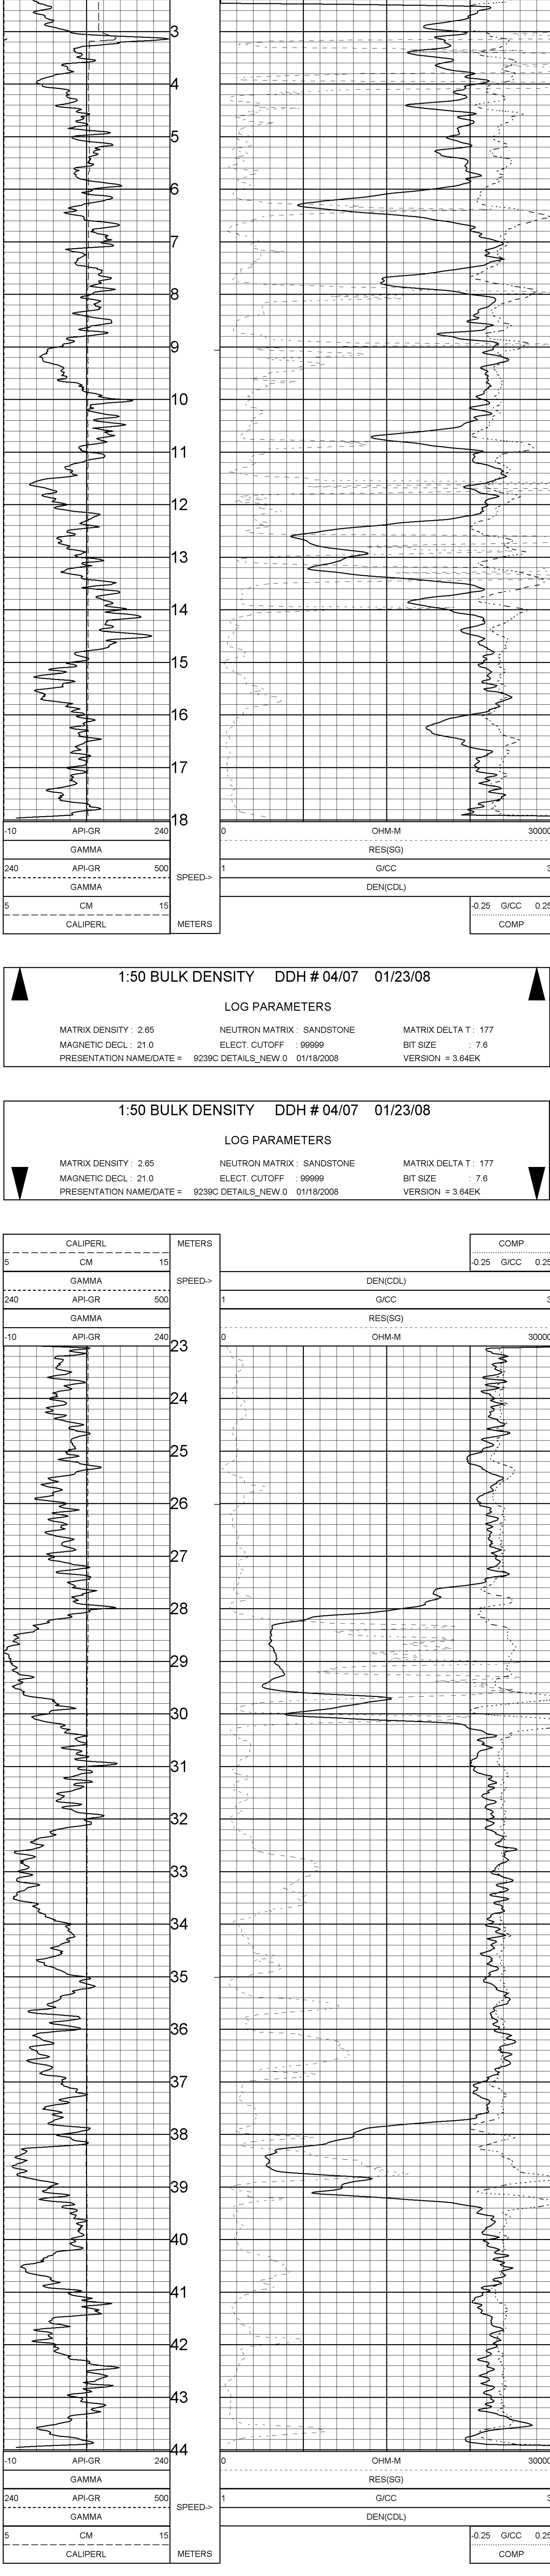 3
4
5
6
7
8
9
10
11
12
13
14
15
16
17
18
-10 API-GR 240 0 OHM-M 30000
GAMMA RES(SG)
240 API-GR 500 1 G/CC 3
SPEED->
GAMMA DEN(CDL)
5 CM 15 -0.25 G/CC 0.25
CALIPERL METERS COMP
1:50 BULK DENSITY DDH # 04/07 01/23/08
LOG PARAMETERS
MATRIX DENSITY : 2.65 NEUTRON MATRIX : SANDSTONE MATRIX DELTA T : 177
MAGNETIC DECL : 21.0 ELECT. CUTOFF : 99999 BIT SIZE : 7.6
PRESENTATION NAME/DATE = 9239C DETAILS_NEW.0 01/18/2008 VERSION = 3.64EK
1:50 BULK DENSITY DDH # 04/07 01/23/08
LOG PARAMETERS
MATRIX DENSITY : 2.65 NEUTRON MATRIX : SANDSTONE MATRIX DELTA T : 177
MAGNETIC DECL : 21.0 ELECT. CUTOFF : 99999 BIT SIZE : 7.6
PRESENTATION NAME/DATE = 9239C DETAILS_NEW.0 01/18/2008 VERSION = 3.64EK
CALIPERL METERS COMP
5 CM 15 -0.25 G/CC 0.25
GAMMA SPEED-> DEN(CDL)
240 API-GR 500 1 G/CC 3
GAMMA RES(SG)
-10 API-GR 240 0 OHM-M 30000
23
24
25
26
27
28
29
30
31
32
33
34
35
36
37
38
39
40
41
42
43
44
-10 API-GR 240 0 OHM-M 30000
GAMMA RES(SG)
240 API-GR 500 1 G/CC 3
SPEED->
GAMMA DEN(CDL)
5 CM 15 -0.25 G/CC 0.25
CALIPERL METERS COMP